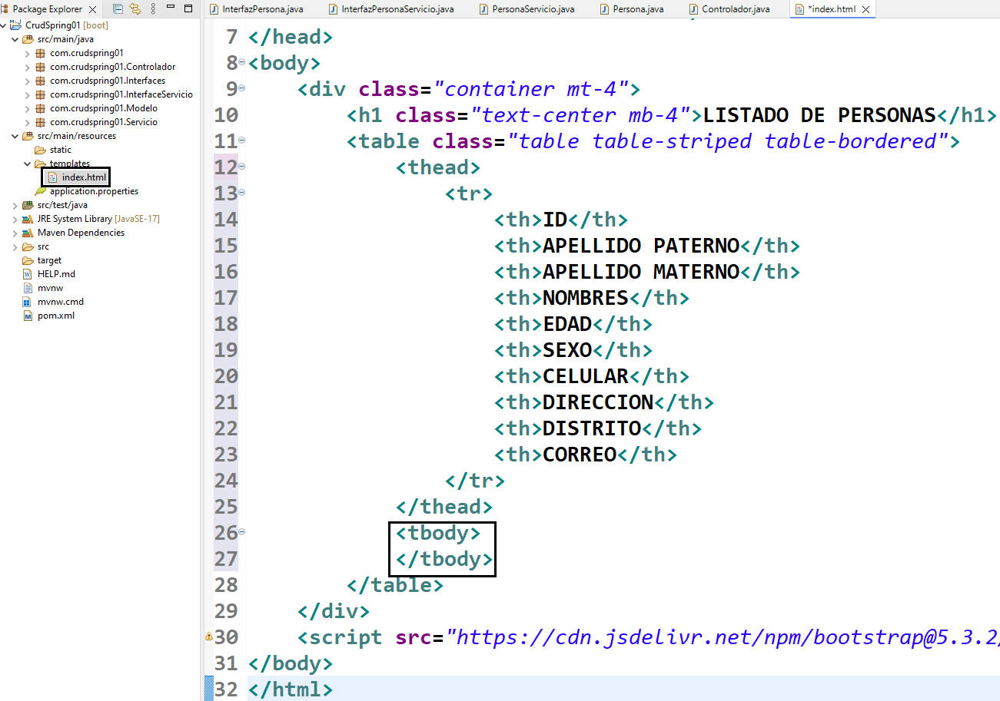 Package Explorer
InterfazPersona.java
InterfazPersonaServicio.java
PersonaServicio.java
Persona.java
Controlador.java
*index.html
CrudSpring01 [boot]
src/main/java
com.crudspring01
com.crudspring01.Controlador
com.crudspring01.Interfaces
com.crudspring01.InterfaceServicio
com.crudspring01.Modelo
com.crudspring01.Servicio
src/main/resources
static
templates
index.html
application.properties
src/test/java
JRE System Library [JavaSE-17]
Maven Dependencies
src
target
HELP.md
mvnw
mvnw.cmd
pom.xml
7 </head>
8 <body>
9 <div class="container mt-4">
10 <h1 class="text-center mb-4">LISTADO DE PERSONAS</h1>
11 <table class="table table-striped table-bordered">
12 <thead>
13 <tr>
14 <th>ID</th>
15 <th>APELLIDO PATERNO</th>
16 <th>APELLIDO MATERNO</th>
17 <th>NOMBRES</th>
18 <th>EDAD</th>
19 <th>SEXO</th>
20 <th>CELULAR</th>
21 <th>DIRECCION</th>
22 <th>DISTRITO</th>
23 <th>CORREO</th>
24 </tr>
25 </thead>
26 <tbody>
27 </tbody>
28 </table>
29 </div>
30 <script src="https://cdn.jsdelivr.net/npm/bootstrap@5.3.2/
31 </body>
32 </html>